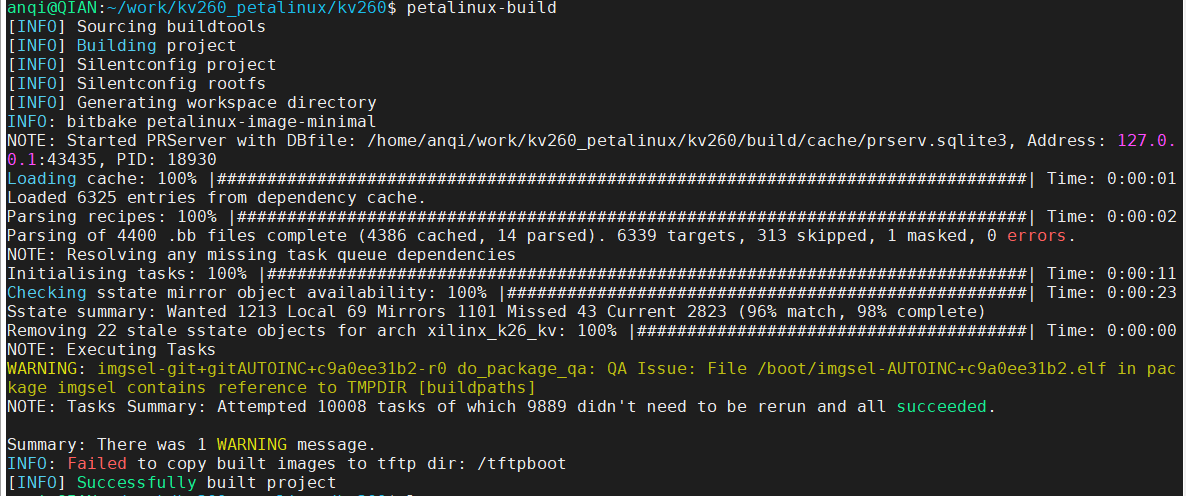 anqi@QIAN:~/work/kv260_petalinux/kv260$ petalinux-build
[INFO] Sourcing buildtools
[INFO] Building project
[INFO] Silentconfig project
[INFO] Silentconfig rootfs
[INFO] Generating workspace directory
INFO: bitbake petalinux-image-minimal
NOTE: Started PRServer with DBfile: /home/anqi/work/kv260_petalinux/kv260/build/cache/prserv.sqlite3, Address: 127.0.
0.1:43435, PID: 18930
Loading cache: 100% |#################################################################################| Time: 0:00:01
Loaded 6325 entries from dependency cache.
Parsing recipes: 100% |###############################################################################| Time: 0:00:02
Parsing of 4400 .bb files complete (4386 cached, 14 parsed). 6339 targets, 313 skipped, 1 masked, 0 errors.
NOTE: Resolving any missing task queue dependencies
Initialising tasks: 100% |############################################################################| Time: 0:00:11
Checking sstate mirror object availability: 100% |####################################################| Time: 0:00:23
Sstate summary: Wanted 1213 Local 69 Mirrors 1101 Missed 43 Current 2823 (96% match, 98% complete)
Removing 22 stale sstate objects for arch xilinx_k26_kv: 100% |#######################################| Time: 0:00:00
NOTE: Executing Tasks
WARNING: imgsel-git+gitAUTOINC+c9a0ee31b2-r0 do_package_qa: QA Issue: File /boot/imgsel-AUTOINC+c9a0ee31b2.elf in pac
kage imgsel contains reference to TMPDIR [buildpaths]
NOTE: Tasks Summary: Attempted 10008 tasks of which 9889 didn't need to be rerun and all succeeded.
Summary: There was 1 WARNING message.
INFO: Failed to copy built images to tftp dir: /tftpboot
[INFO] Successfully built project